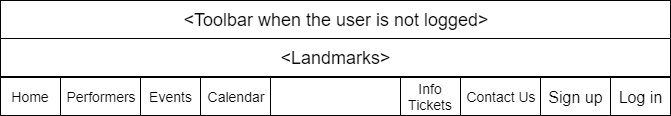 <Toolbar when the user is not logged>
<Landmarks>
Home
Performers
Events
Calendar
Info
Tickets
Contact Us
Sign up
Log in